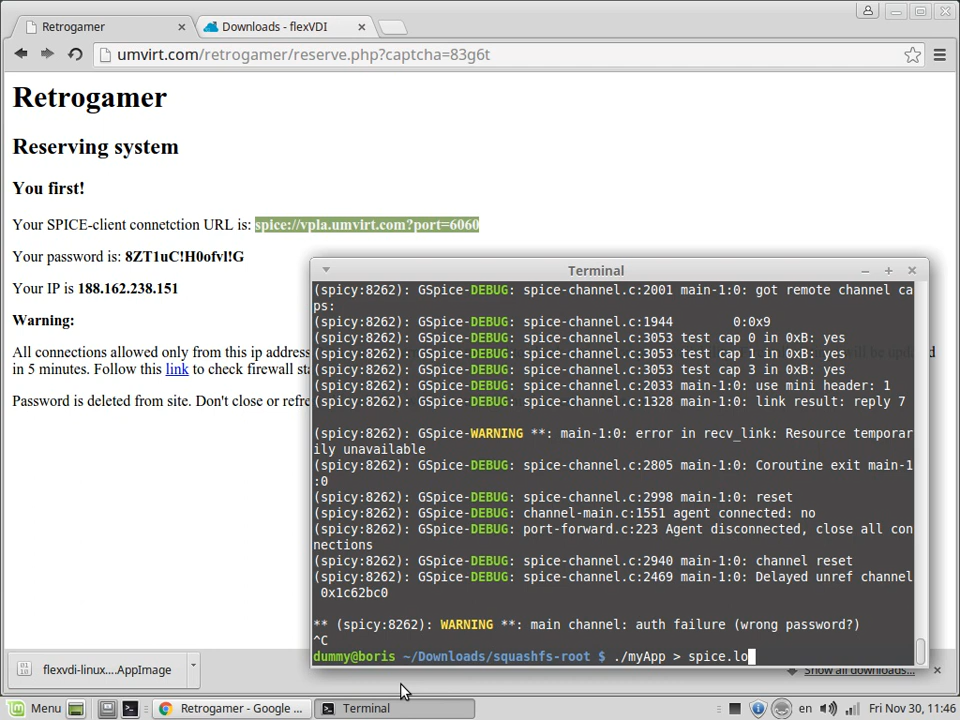 Retrogamer
Downloads - flexVDI
umvirt.com/retrogamer/reserve.php?captcha=83g6t
Retrogamer
Reserving system
You first!
Your SPICE-client connetction URL is: spice://vpla.umvirt.com?port=6060
Your password is: 8ZT1uC!H0ofvl!G
Your IP is 188.162.238.151
Warning:
All connections allowed only from this ip address
in 5 minutes. Follow this link to check firewall sta
Password is deleted from site. Don't close or refre
Terminal
(spicy:8262): GSpice-DEBUG: spice-channel.c:2001 main-1:0: got remote channel ca
ps:
(spicy:8262): GSpice-DEBUG: spice-channel.c:1944 0:0x9
(spicy:8262): GSpice-DEBUG: spice-channel.c:3053 test cap 0 in 0xB: yes
(spicy:8262): GSpice-DEBUG: spice-channel.c:3053 test cap 1 in 0xB: yes
(spicy:8262): GSpice-DEBUG: spice-channel.c:3053 test cap 3 in 0xB: yes
(spicy:8262): GSpice-DEBUG: spice-channel.c:2033 main-1:0: use mini header: 1
(spicy:8262): GSpice-DEBUG: spice-channel.c:1328 main-1:0: link result: reply 7
(spicy:8262): GSpice-WARNING **: main-1:0: error in recv_link: Resource temporar
ily unavailable
(spicy:8262): GSpice-DEBUG: spice-channel.c:2805 main-1:0: Coroutine exit main-1
:0
(spicy:8262): GSpice-DEBUG: spice-channel.c:2998 main-1:0: reset
(spicy:8262): GSpice-DEBUG: channel-main.c:1551 agent connected: no
(spicy:8262): GSpice-DEBUG: port-forward.c:223 Agent disconnected, close all con
nections
(spicy:8262): GSpice-DEBUG: spice-channel.c:2940 main-1:0: channel reset
(spicy:8262): GSpice-DEBUG: spice-channel.c:2469 main-1:0: Delayed unref channel
0x1c62bc0
** (spicy:8262): WARNING **: main channel: auth failure (wrong password?)
^C
dummy@boris ~/Downloads/squashfs-root $ ./myApp > spice.lo
flexvdi-linux....AppImage
Show all downloads...
Menu
Retrogamer - Google ...
Terminal
en
Fri Nov 30, 11:46